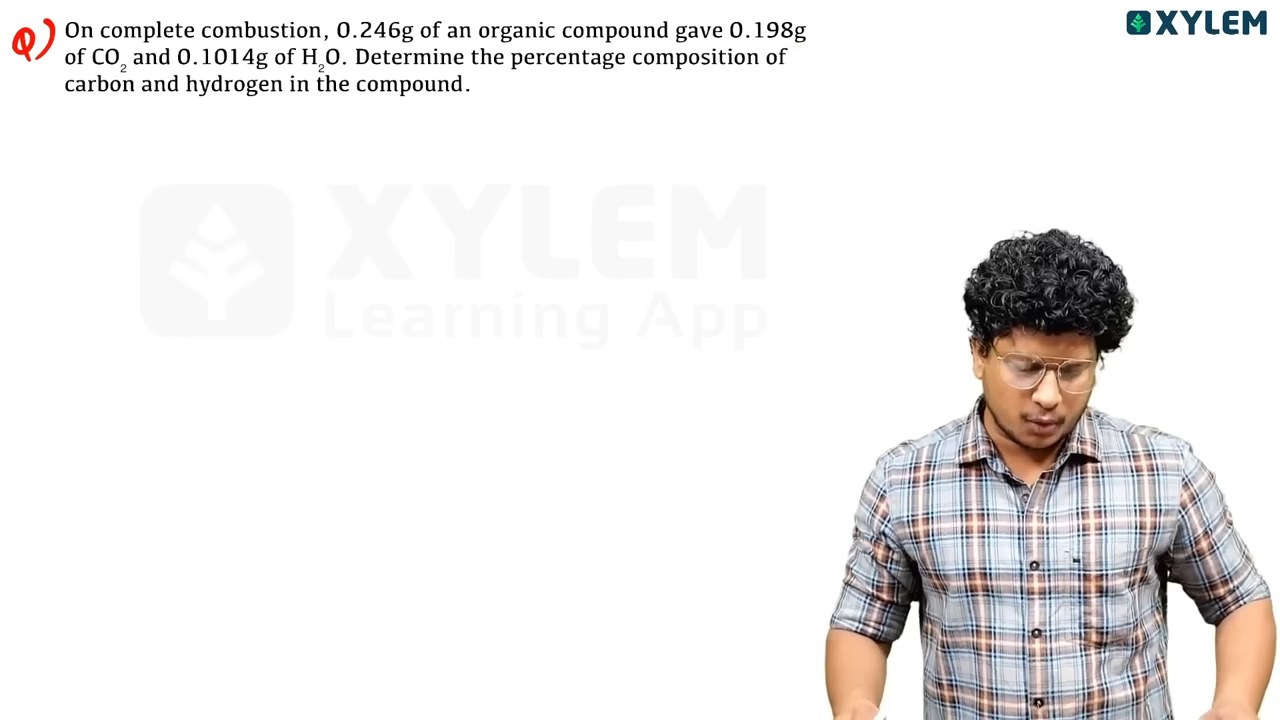 Q) On complete combustion, 0.246g of an organic compound gave 0.198g
of CO₂ and 0.1014g of H₂O. Determine the percentage composition of
carbon and hydrogen in the compound.
XYLEM
XYLEM
Learning App